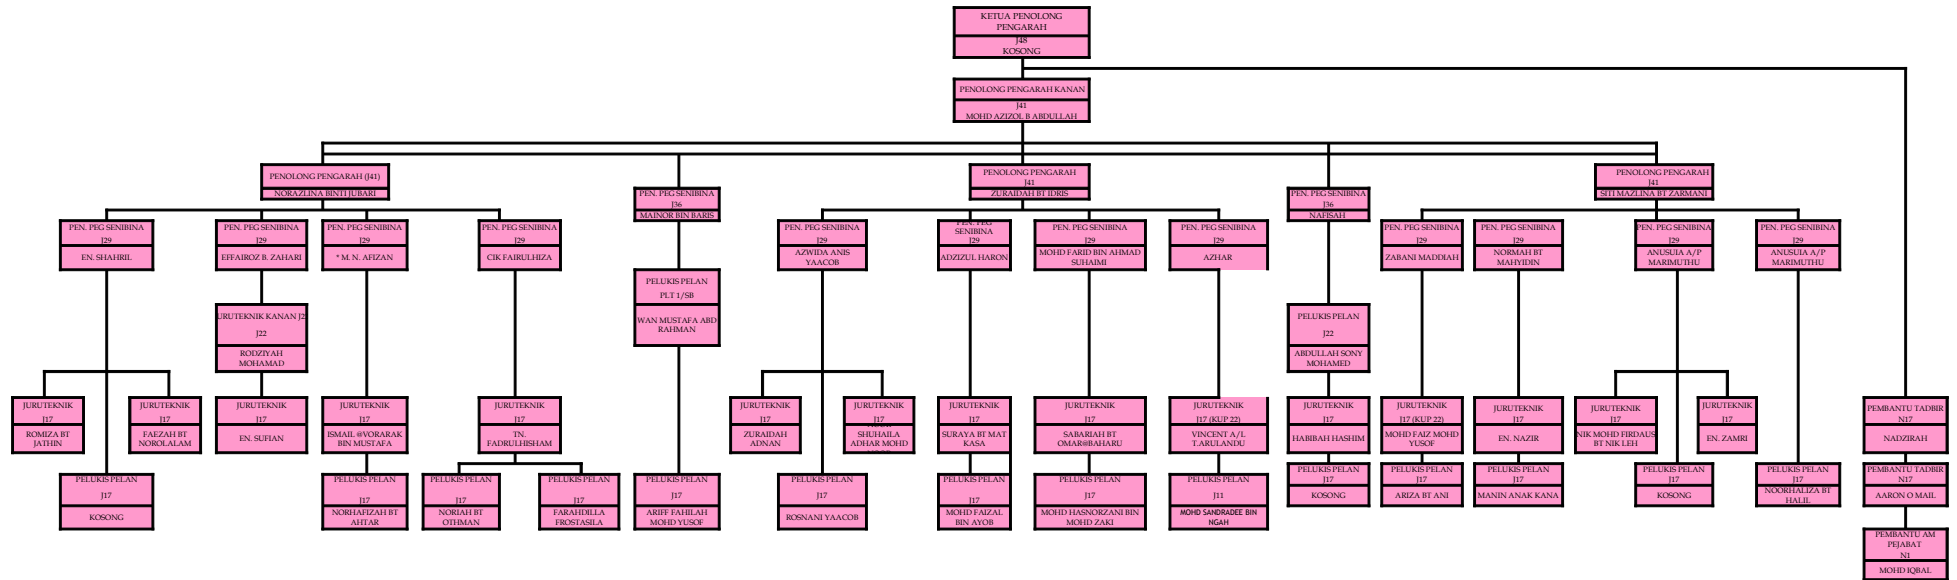 KETUA PENOLONG
PENGARAH
J48
KOSONG
PENOLONG PENGARAH KANAN
J41
MOHD AZIZOL B ABDULLAH
PENOLONG PENGARAH (J41)
NORAZLINA BINTI JUBARI
PEN. PEG SENIBINA
J36
MAINOR BIN BARIS
PENOLONG PENGARAH
J41
ZURAIDAH BT IDRIS
PEN. PEG SENIBINA
J36
NAFISAH
PENOLONG PENGARAH
J41
SITI MAZLINA BT ZARMANI
PEN. PEG SENIBINA
J29
EN. SHAHRIL
PEN. PEG SENIBINA
J29
EFFAIROZ B. ZAHARI
PEN. PEG SENIBINA
J29
* M. N. AFIZAN
PEN. PEG SENIBINA
J29
CIK FAIRULHIZA
PEN. PEG SENIBINA
J29
AZWIDA ANIS
YAACOB
PEN. PEG
SENIBINA
J29
ADZIZUL HARON
PEN. PEG SENIBINA
J29
MOHD FARID BIN AHMAD
SUHAIMI
PEN. PEG SENIBINA
J29
AZHAR
PEN. PEG SENIBINA
J29
ZABANI MADDIAH
PEN. PEG SENIBINA
J29
NORMAH BT
MAHYIDIN
PEN. PEG SENIBINA
J29
ANUSUIA A/P
MARIMUTHU
PEN. PEG SENIBINA
J29
ANUSUIA A/P
MARIMUTHU
URUTEKNIK KANAN J2
J22
RODZIYAH
MOHAMAD
PELUKIS PELAN
PLT 1/SB
WAN MUSTAFA ABD
RAHMAN
PELUKIS PELAN
J22
ABDULLAH SONY
MOHAMED
JURUTEKNIK
J17
ROMIZA BT
JATHIN
JURUTEKNIK
J17
FAEZAH BT
NOROLALAM
JURUTEKNIK
J17
EN. SUFIAN
JURUTEKNIK
J17
ISMAIL @VORARAK
BIN MUSTAFA
JURUTEKNIK
J17
TN.
FADRULHISHAM
JURUTEKNIK
J17
ZURAIDAH
ADNAN
JURUTEKNIK
J17
SHUHAILA
ADHAR MOHD
JURUTEKNIK
J17
SURAYA BT MAT
KASA
JURUTEKNIK
J17
SABARIAH BT
OMAR@BAHARU
JURUTEKNIK
J17 (KUP 22)
VINCENT A/L
T.ARULANDU
JURUTEKNIK
J17
HABIBAH HASHIM
JURUTEKNIK
J17 (KUP 22)
MOHD FAIZ MOHD
YUSOF
JURUTEKNIK
J17
EN. NAZIR
JURUTEKNIK
J17
NIK MOHD FIRDAUS
BT NIK LEH
JURUTEKNIK
J17
EN. ZAMRI
PEMBANTU TADBIR
N17
NADZIRAH
PELUKIS PELAN
J17
KOSONG
PELUKIS PELAN
J17
NORHAFIZAH BT
AHTAR
PELUKIS PELAN
J17
NORIAH BT
OTHMAN
PELUKIS PELAN
J17
FARAHDILLA
FROSTASILA
PELUKIS PELAN
J17
ARIFF FAHILAH
MOHD YUSOF
PELUKIS PELAN
J17
ROSNANI YAACOB
PELUKIS PELAN
J17
MOHD FAIZAL
BIN AYOB
PELUKIS PELAN
J17
MOHD HASNORZANI BIN
MOHD ZAKI
PELUKIS PELAN
J11
MOHD SANDRADEE BIN
NGAH
PELUKIS PELAN
J17
KOSONG
PELUKIS PELAN
J17
ARIZA BT ANI
PELUKIS PELAN
J17
MANIN ANAK KANA
PELUKIS PELAN
J17
KOSONG
PELUKIS PELAN
J17
NOORHALIZA BT
HALIL
PEMBANTU TADBIR
N17
AARON O MAIL
PEMBANTU AM
PEJABAT
N1
MOHD IQBAL